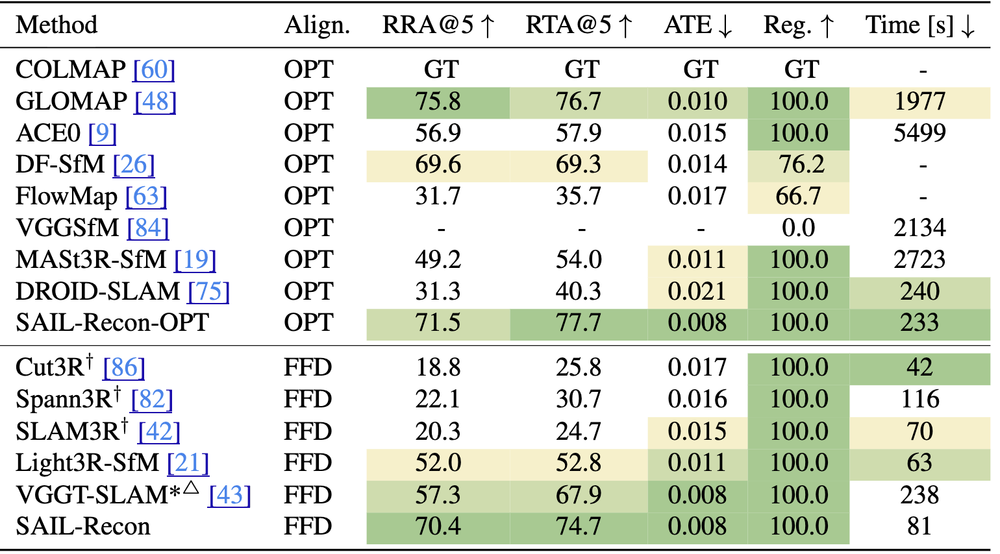 Method Align. RRA@5 ↑ RTA@5 ↑ ATE ↓ Reg. ↑ Time [s] ↓
COLMAP [60] OPT GT GT GT GT -
GLOMAP [48] OPT 75.8 76.7 0.010 100.0 1977
ACE0 [9] OPT 56.9 57.9 0.015 100.0 5499
DF-SfM [26] OPT 69.6 69.3 0.014 76.2 -
FlowMap [63] OPT 31.7 35.7 0.017 66.7 -
VGGSfM [84] OPT - - - 0.0 2134
MASt3R-SfM [19] OPT 49.2 54.0 0.011 100.0 2723
DROID-SLAM [75] OPT 31.3 40.3 0.021 100.0 240
SAIL-Recon-OPT OPT 71.5 77.7 0.008 100.0 233
Cut3R† [86] FFD 18.8 25.8 0.017 100.0 42
Spann3R† [82] FFD 22.1 30.7 0.016 100.0 116
SLAM3R† [42] FFD 20.3 24.7 0.015 100.0 70
Light3R-SfM [21] FFD 52.0 52.8 0.011 100.0 63
VGGT-SLAM*△ [43] FFD 57.3 67.9 0.008 100.0 238
SAIL-Recon FFD 70.4 74.7 0.008 100.0 81